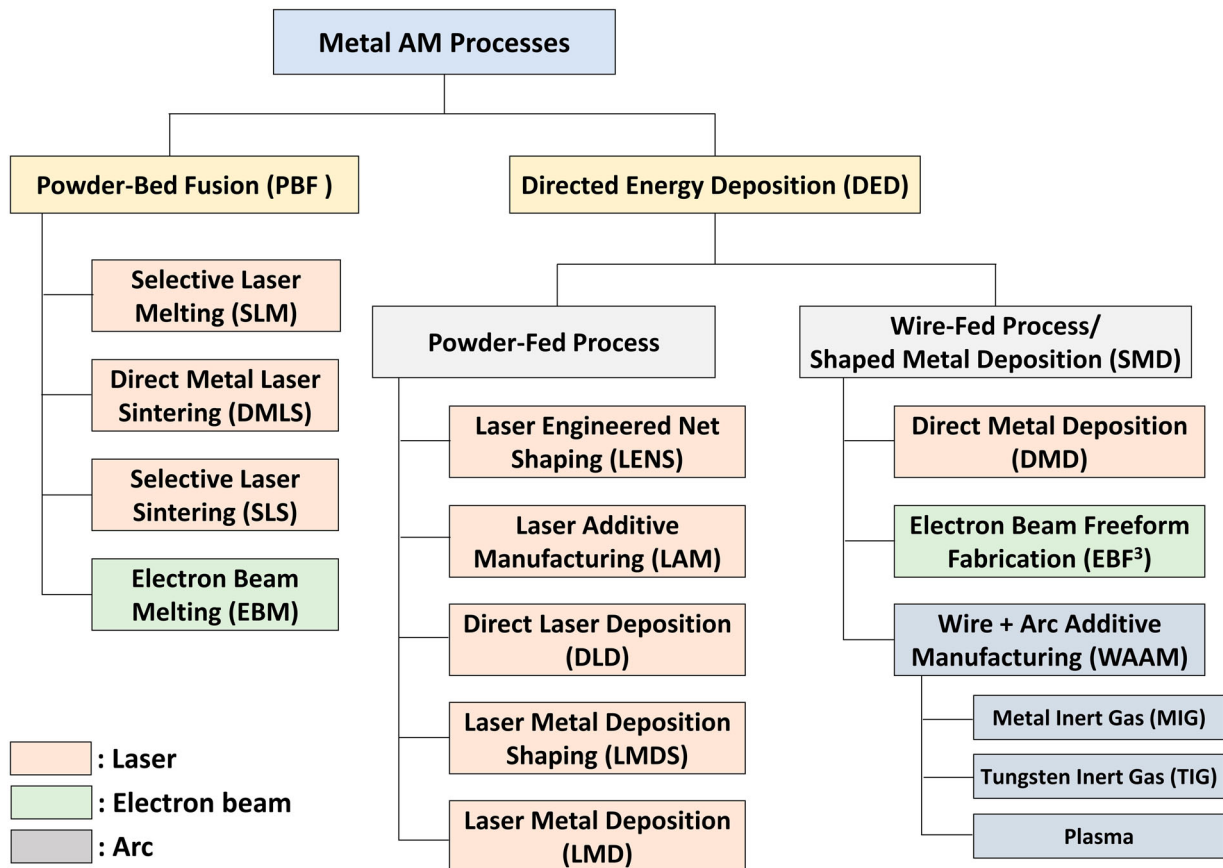 Metal AM Processes
Powder-Bed Fusion (PBF )
Directed Energy Deposition (DED)
Selective Laser
Melting (SLM)
Direct Metal Laser
Sintering (DMLS)
Selective Laser
Sintering (SLS)
Electron Beam
Melting (EBM)
Powder-Fed Process
Laser Engineered Net
Shaping (LENS)
Laser Additive
Manufacturing (LAM)
Direct Laser Deposition
(DLD)
Laser Metal Deposition
Shaping (LMDS)
Laser Metal Deposition
(LMD)
Wire-Fed Process/
Shaped Metal Deposition (SMD)
Direct Metal Deposition
(DMD)
Electron Beam Freeform
Fabrication (EBF³)
Wire + Arc Additive
Manufacturing (WAAM)
Metal Inert Gas (MIG)
Tungsten Inert Gas (TIG)
Plasma
: Laser
: Electron beam
: Arc